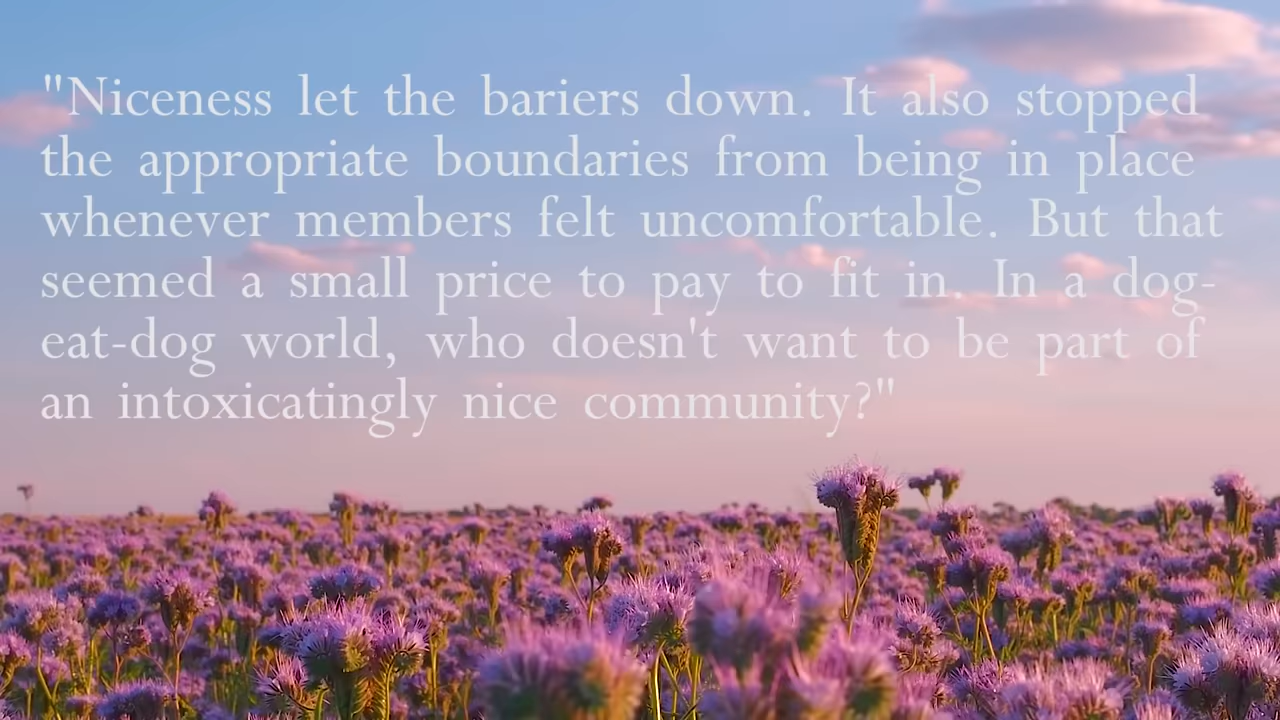 "Niceness let the bariers down. It also stopped
the appropriate boundaries from being in place
whenever members felt uncomfortable. But that
seemed a small price to pay to fit in. In a dog-
eat-dog world, who doesn't want to be part of
an intoxicatingly nice community?"